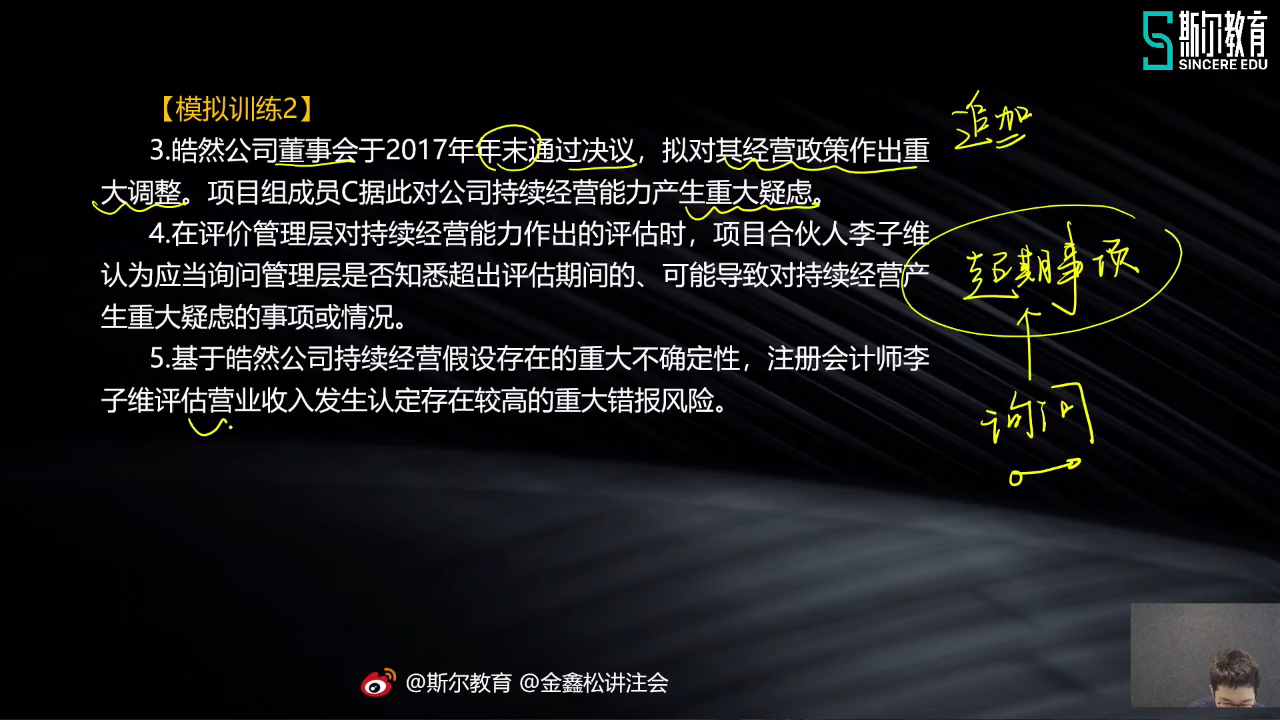 斯尔教育
SINCERE EDU
【模拟训练2】
3.皓然公司董事会于2017年年末通过决议，拟对其经营政策作出重
大调整。项目组成员C据此对公司持续经营能力产生重大疑虑。
4.在评价管理层对持续经营能力作出的评估时，项目合伙人李子维
认为应当询问管理层是否知悉超出评估期间的、可能导致对持续经营产
生重大疑虑的事项或情况。
5.基于皓然公司持续经营假设存在的重大不确定性，注册会计师李
子维评估营业收入发生认定存在较高的重大错报风险。
追加
超期事项
询问
@斯尔教育 @金鑫松讲注会